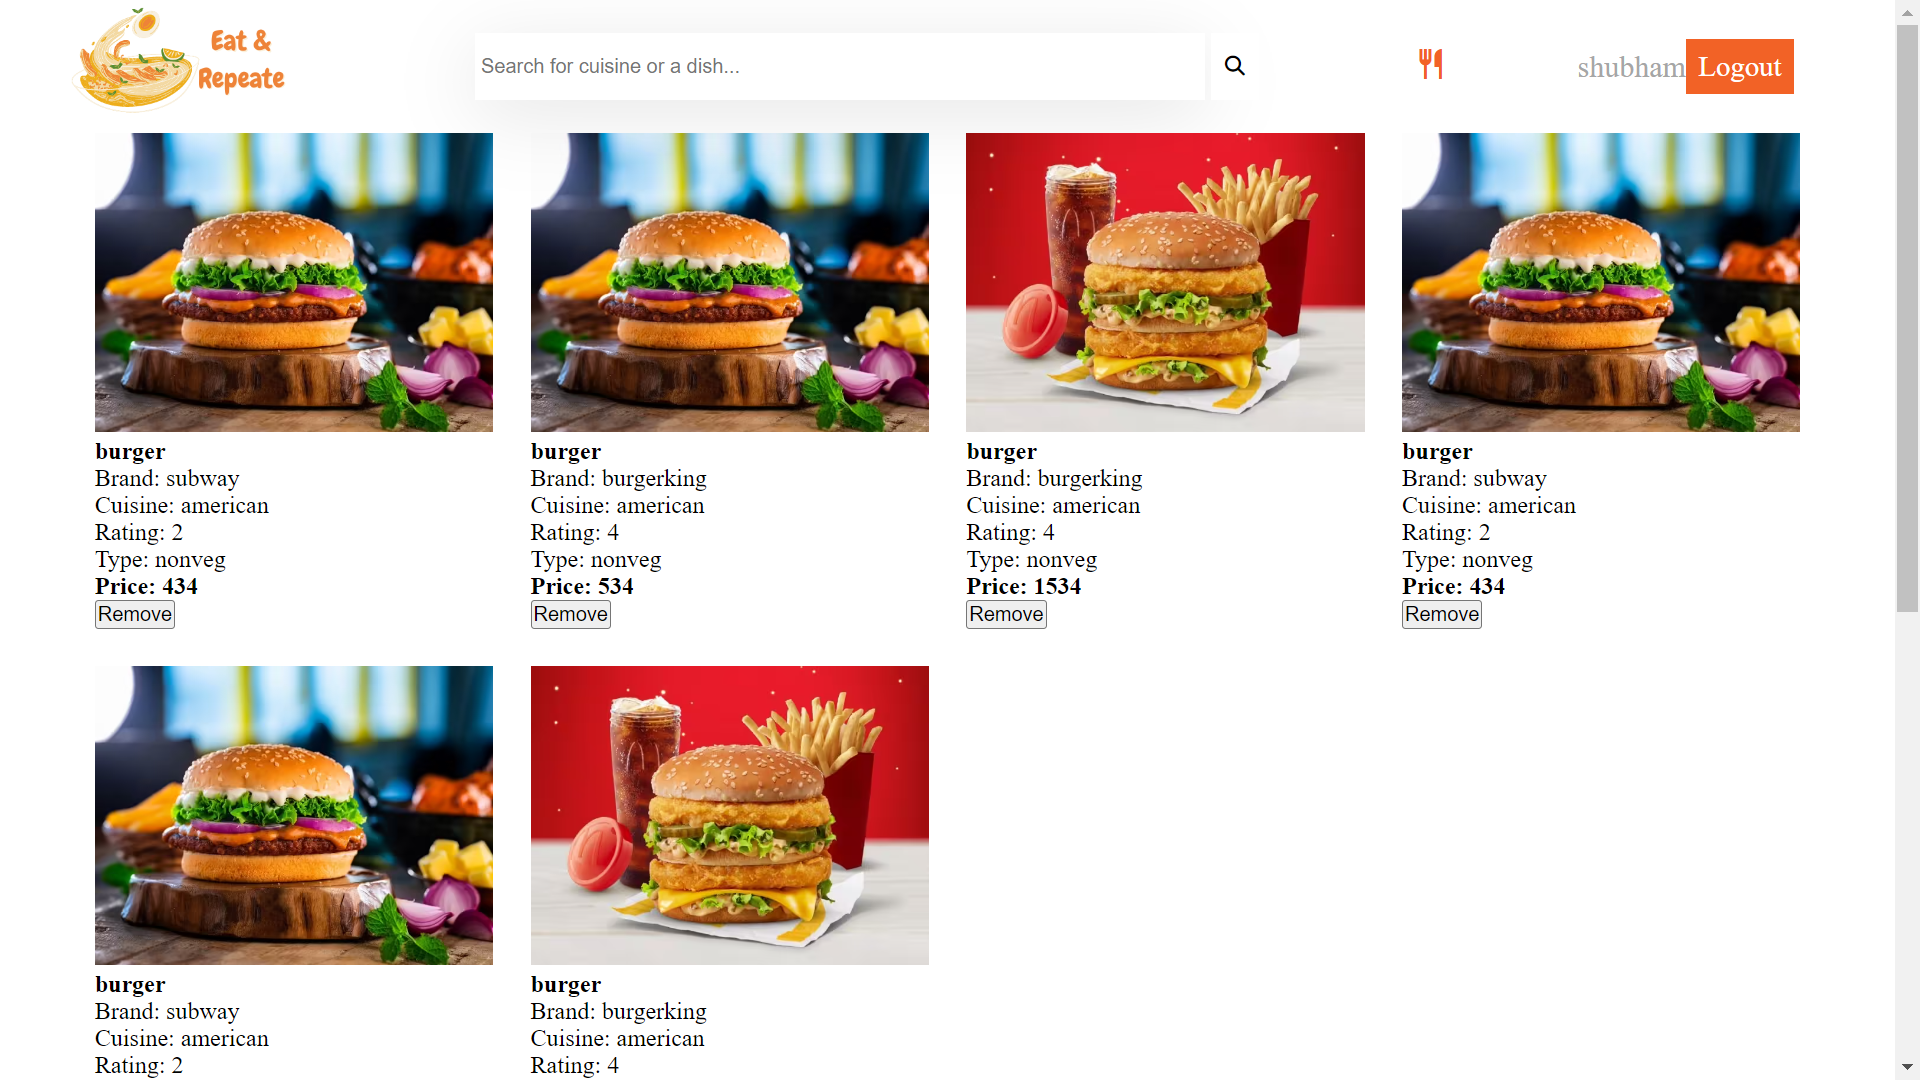 Eat &
Repeate
Search for cuisine or a dish...
shubham
Logout
burger
Brand: subway
Cuisine: american
Rating: 2
Type: nonveg
Price: 434
Remove
burger
Brand: burgerking
Cuisine: american
Rating: 4
Type: nonveg
Price: 534
Remove
burger
Brand: burgerking
Cuisine: american
Rating: 4
Type: nonveg
Price: 1534
Remove
burger
Brand: subway
Cuisine: american
Rating: 2
Type: nonveg
Price: 434
Remove
burger
Brand: subway
Cuisine: american
Rating: 2
burger
Brand: burgerking
Cuisine: american
Rating: 4